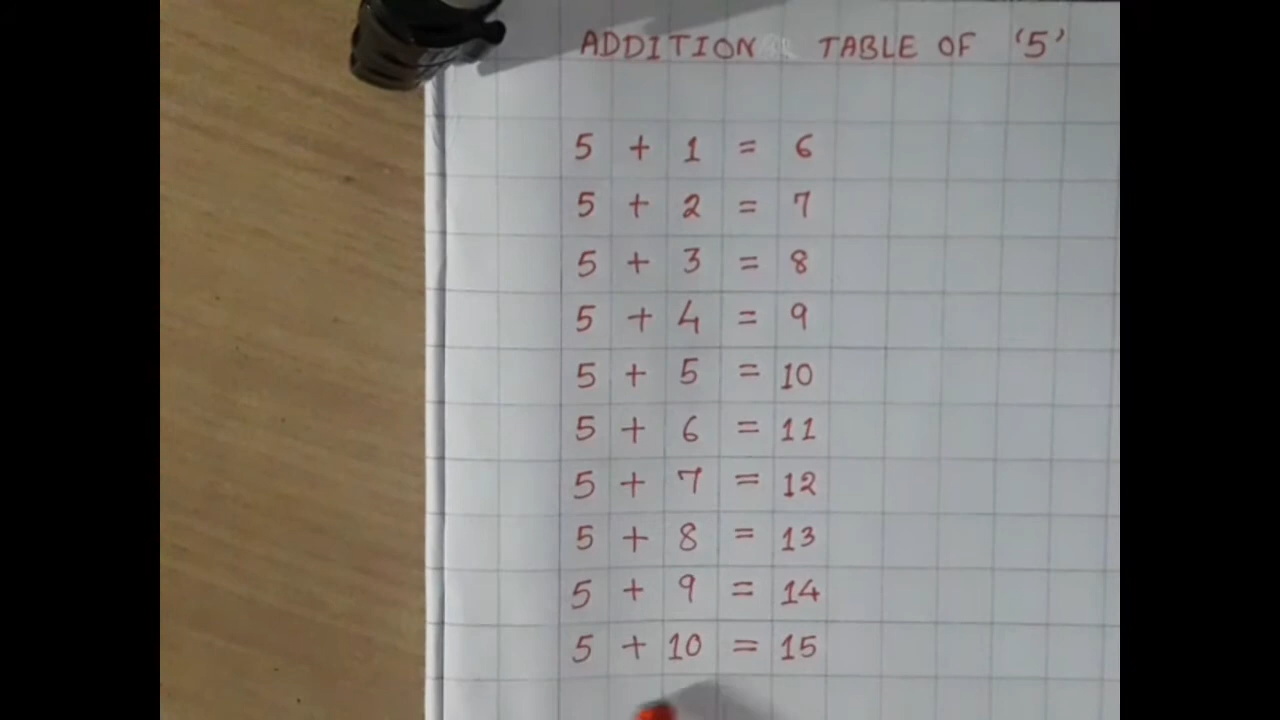 ADDITION TABLE OF '5'
5 + 1 = 6
5 + 2 = 7
5 + 3 = 8
5 + 4 = 9
5 + 5 = 10
5 + 6 = 11
5 + 7 = 12
5 + 8 = 13
5 + 9 = 14
5 + 10 = 15